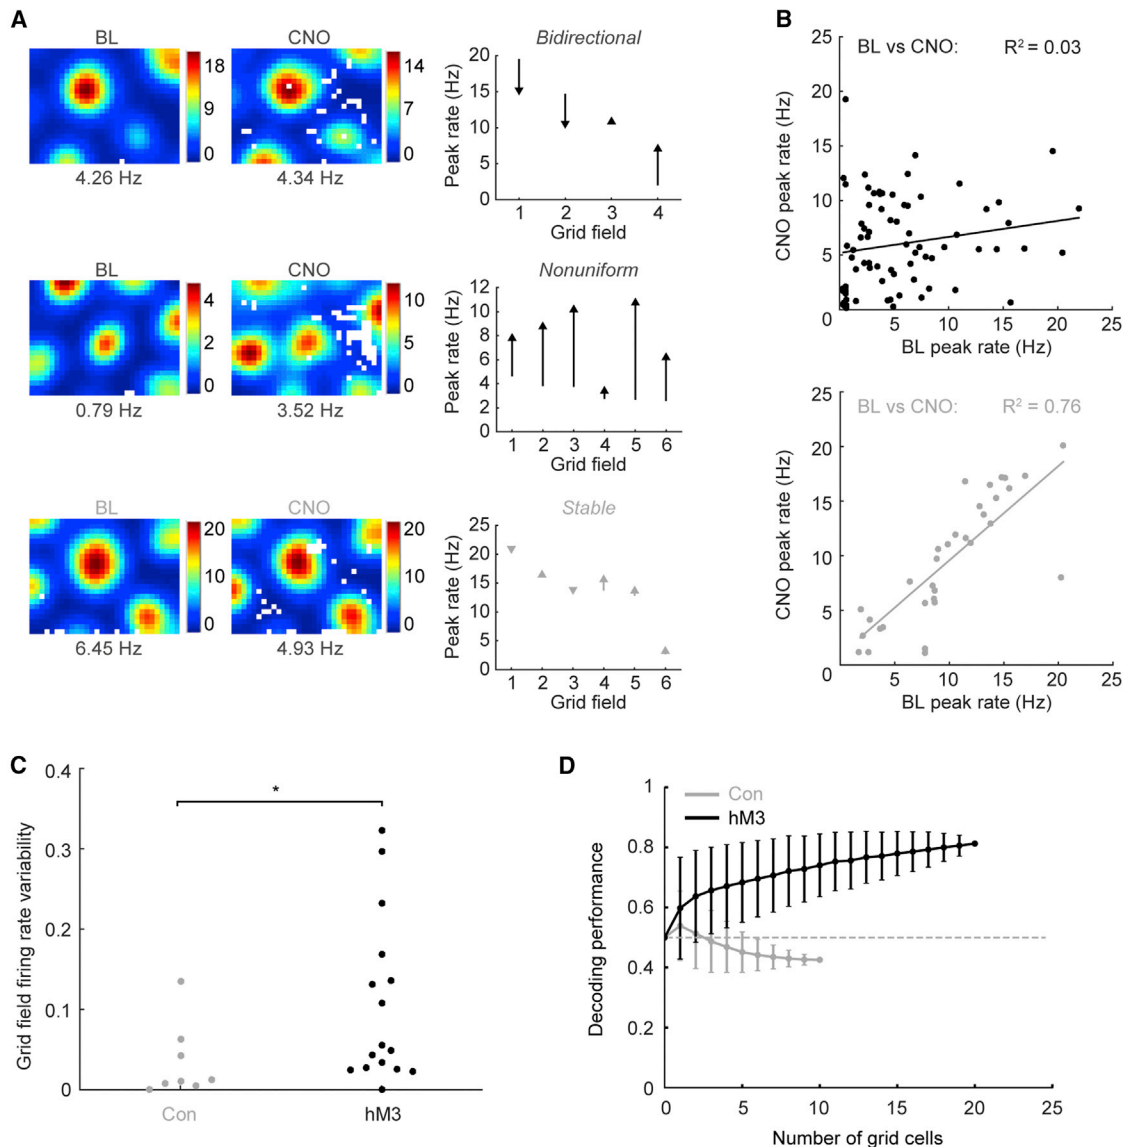 A
BL
CNO
18
9
0
14
7
0
4.26 Hz
4.34 Hz
Bidirectional
Peak rate (Hz)
20
15
10
5
0
1 2 3 4
Grid field
BL
CNO
4
3
2
1
0
10
5
0
0.79 Hz
3.52 Hz
Nonuniform
Peak rate (Hz)
12
10
8
6
4
2
0
1 2 3 4 5 6
Grid field
BL
CNO
20
15
10
5
0
20
15
10
5
0
6.45 Hz
4.93 Hz
Stable
Peak rate (Hz)
25
20
15
10
5
0
1 2 3 4 5 6
Grid field
B
BL vs CNO: R² = 0.03
CNO peak rate (Hz)
25
20
15
10
5
0
5 10 15 20 25
BL peak rate (Hz)
BL vs CNO: R² = 0.76
CNO peak rate (Hz)
25
20
15
10
5
0
5 10 15 20 25
BL peak rate (Hz)
C
Grid field firing rate variability
0.4
0.3
0.2
0.1
0
*
Con hM3
D
Con
hM3
Decoding performance
1
0.8
0.6
0.4
0.2
0
0 5 10 15 20 25
Number of grid cells